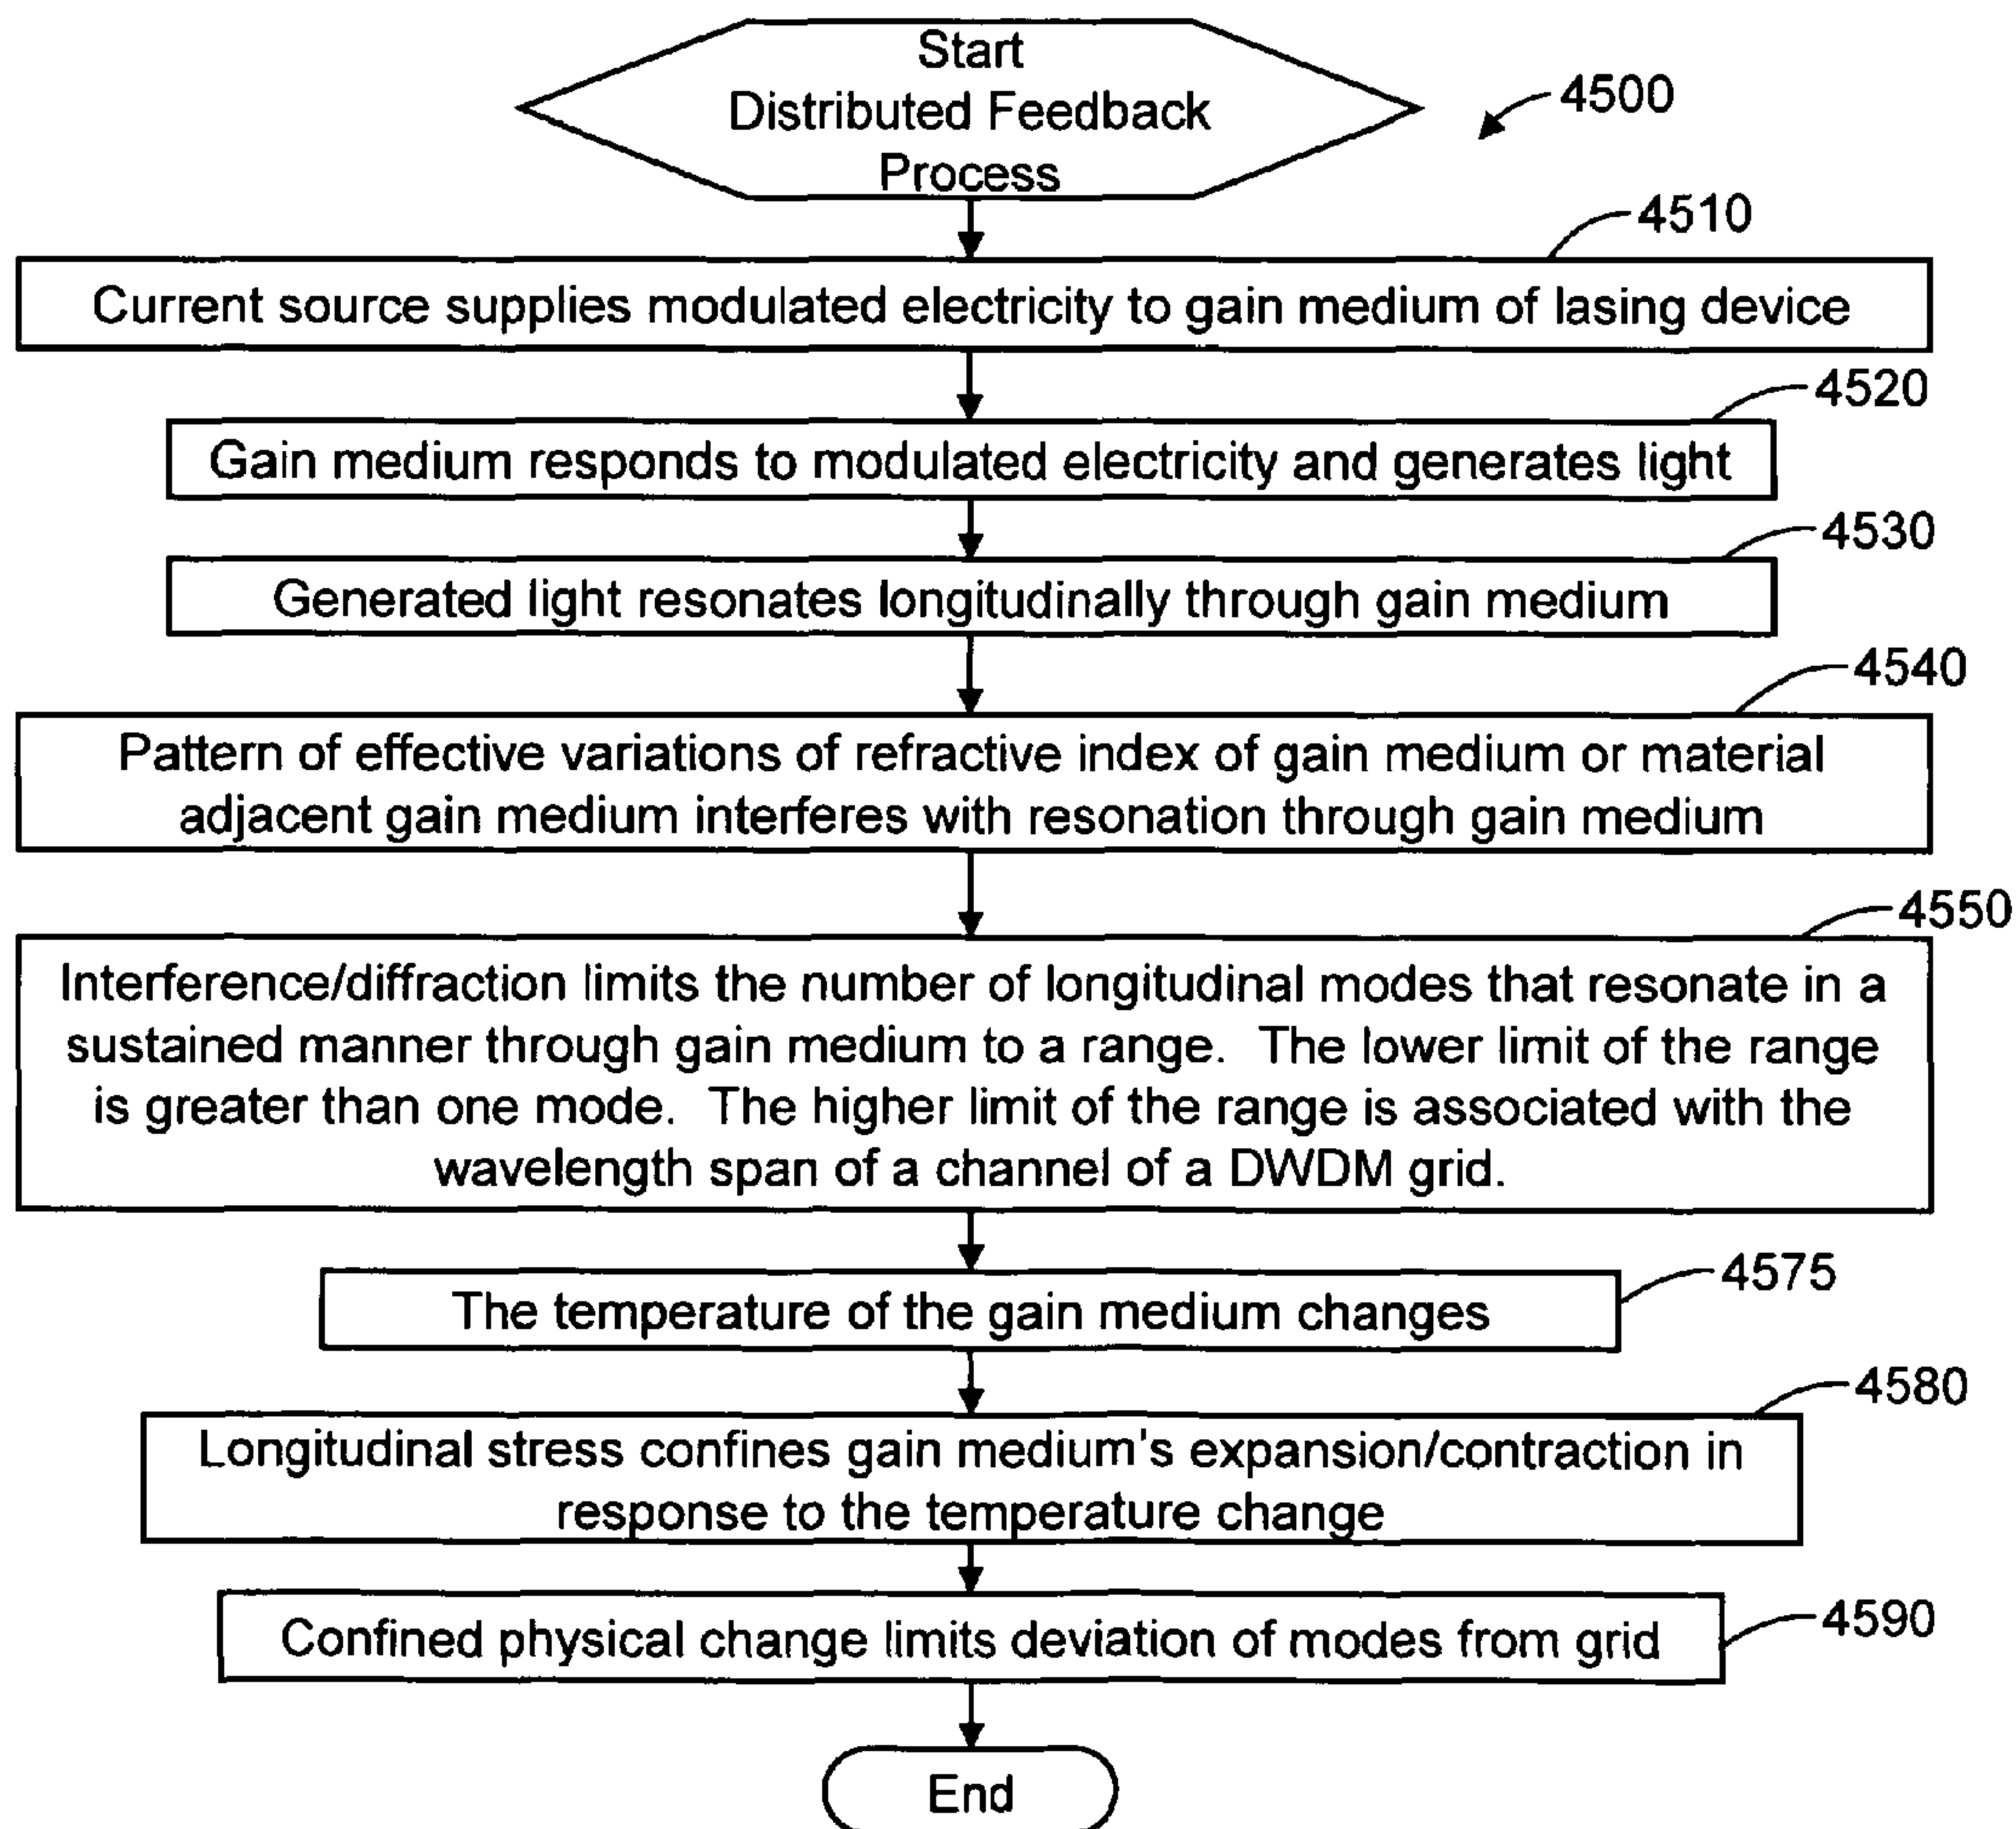 Start
Distributed Feedback
Process
4500
4510
Current source supplies modulated electricity to gain medium of lasing device
4520
Gain medium responds to modulated electricity and generates light
4530
Generated light resonates longitudinally through gain medium
4540
Pattern of effective variations of refractive index of gain medium or material
adjacent gain medium interferes with resonation through gain medium
4550
Interference/diffraction limits the number of longitudinal modes that resonate in a
sustained manner through gain medium to a range.  The lower limit of the range
is greater than one mode.  The higher limit of the range is associated with the
wavelength span of a channel of a DWDM grid.
4575
The temperature of the gain medium changes
4580
Longitudinal stress confines gain medium's expansion/contraction in
response to the temperature change
4590
Confined physical change limits deviation of modes from grid
End